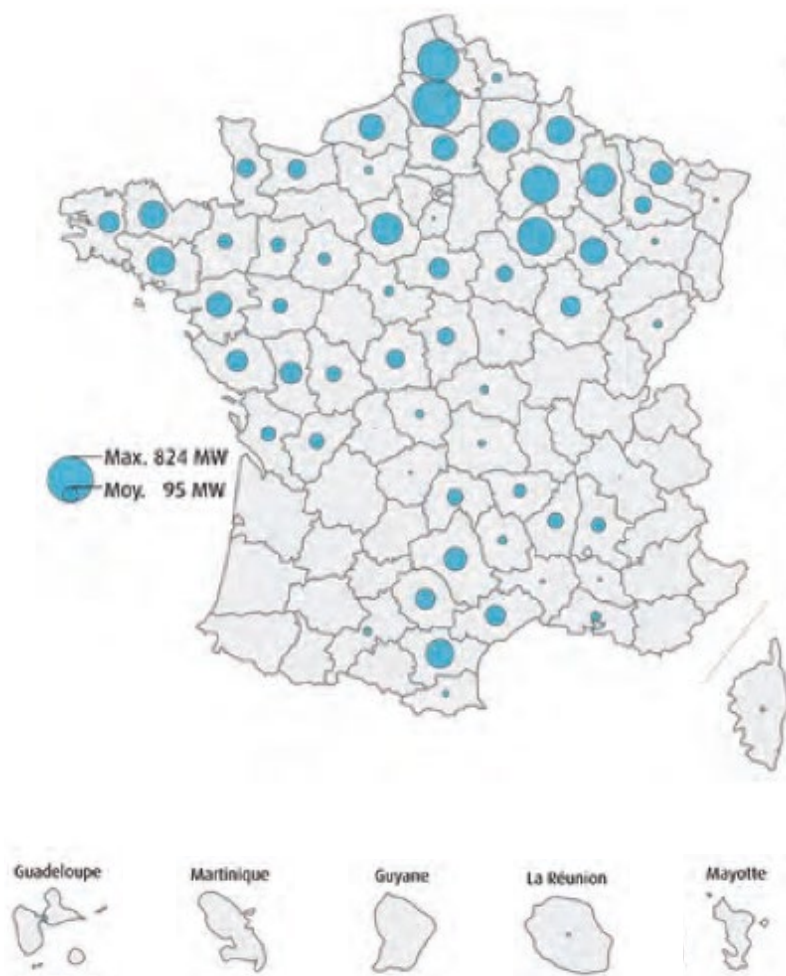 Max. 824 MW
Moy. 95 MW
Guadeloupe
Martinique
Guyane
La Réunion
Mayotte